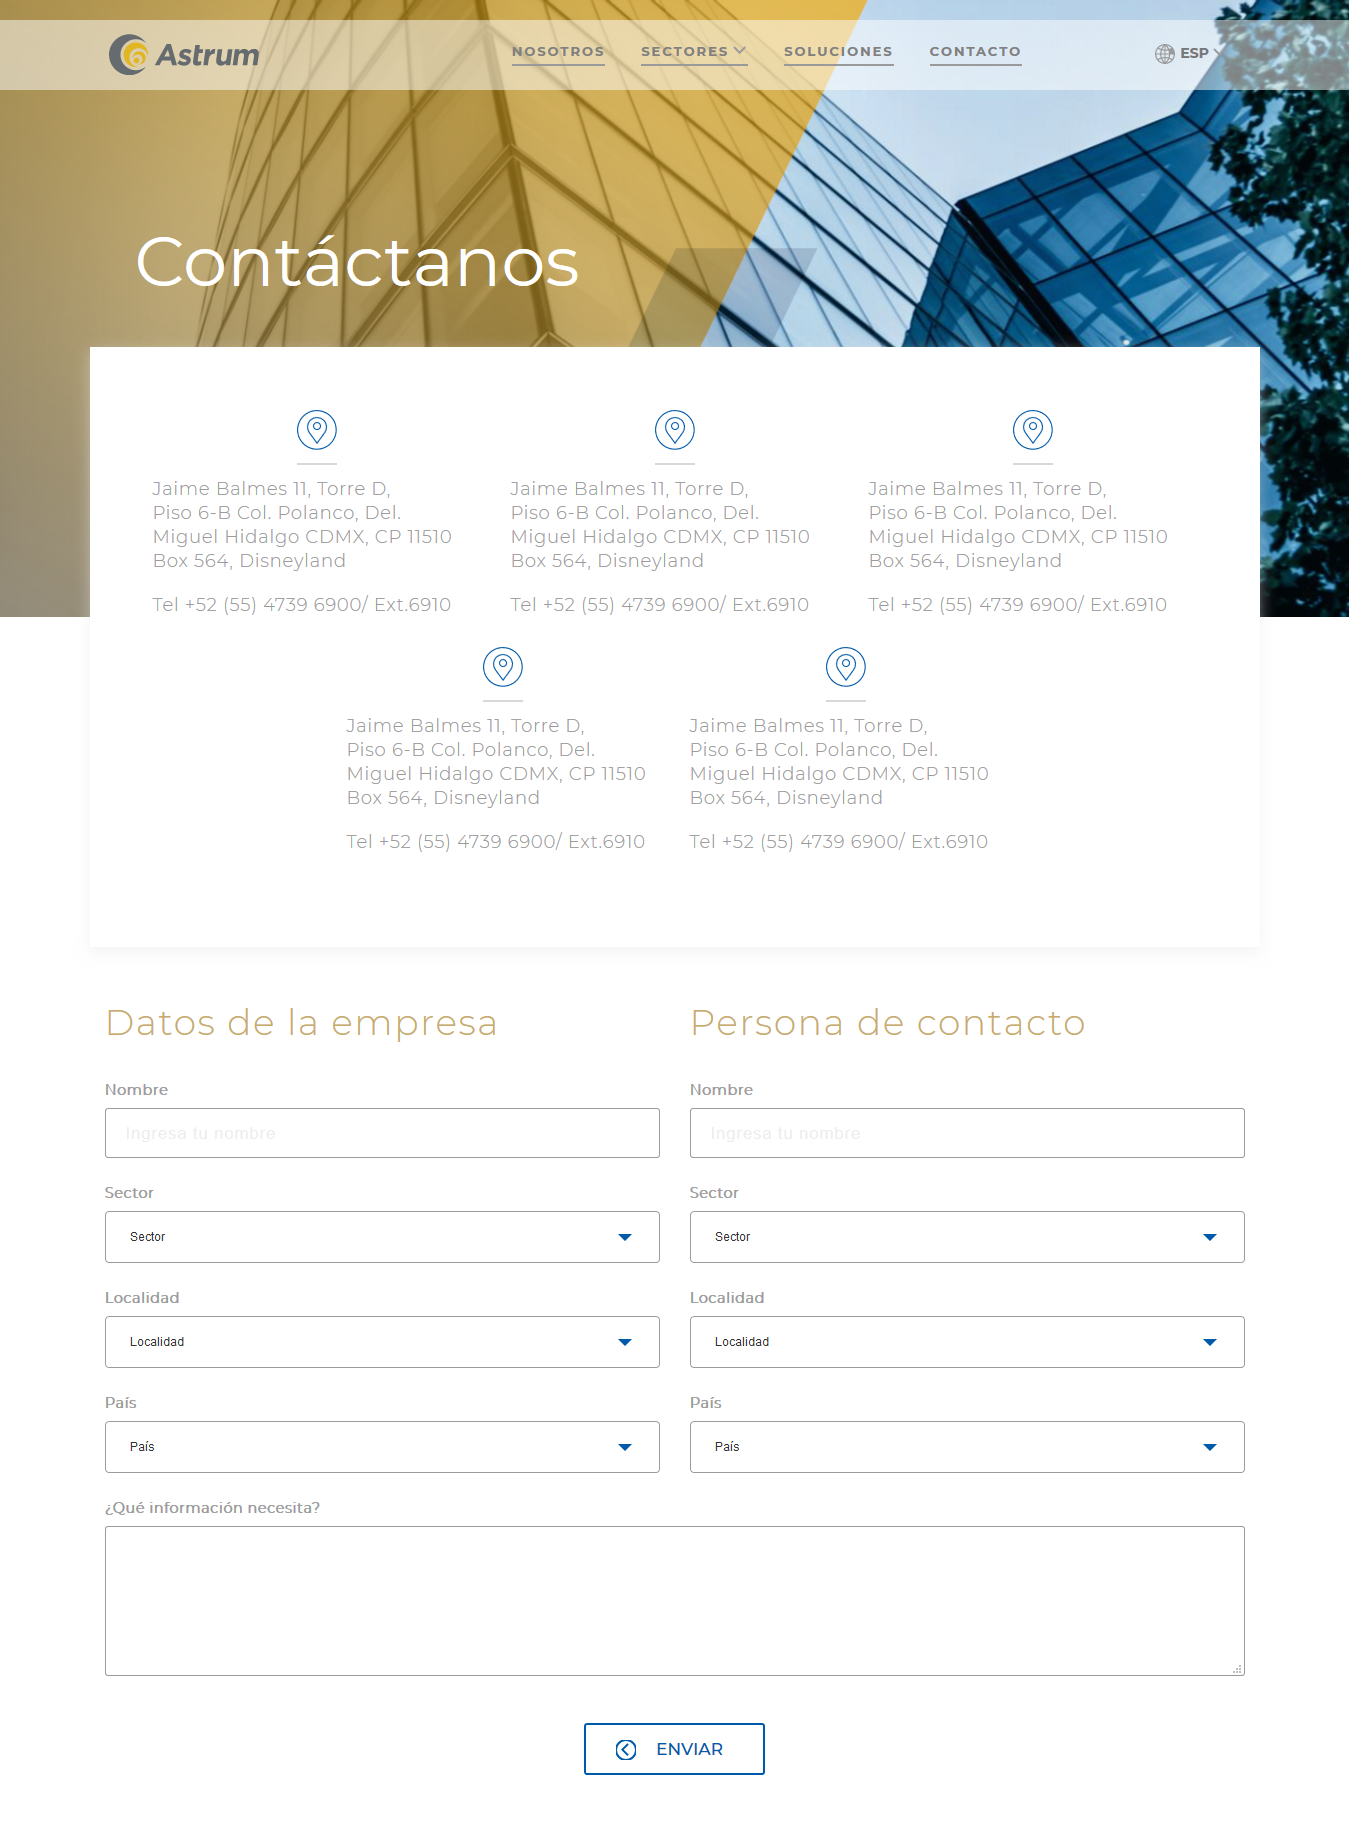 Astrum
NOSOTROS
SECTORES
SOLUCIONES
CONTACTO
ESP
Contáctanos
Jaime Balmes 11, Torre D,
Piso 6-B Col. Polanco, Del.
Miguel Hidalgo CDMX, CP 11510
Box 564, Disneyland
Tel +52 (55) 4739 6900/ Ext.6910
Jaime Balmes 11, Torre D,
Piso 6-B Col. Polanco, Del.
Miguel Hidalgo CDMX, CP 11510
Box 564, Disneyland
Tel +52 (55) 4739 6900/ Ext.6910
Jaime Balmes 11, Torre D,
Piso 6-B Col. Polanco, Del.
Miguel Hidalgo CDMX, CP 11510
Box 564, Disneyland
Tel +52 (55) 4739 6900/ Ext.6910
Jaime Balmes 11, Torre D,
Piso 6-B Col. Polanco, Del.
Miguel Hidalgo CDMX, CP 11510
Box 564, Disneyland
Tel +52 (55) 4739 6900/ Ext.6910
Jaime Balmes 11, Torre D,
Piso 6-B Col. Polanco, Del.
Miguel Hidalgo CDMX, CP 11510
Box 564, Disneyland
Tel +52 (55) 4739 6900/ Ext.6910
Datos de la empresa
Nombre
Ingresa tu nombre
Sector
Sector
Localidad
Localidad
País
País
Persona de contacto
Nombre
Ingresa tu nombre
Sector
Sector
Localidad
Localidad
País
País
¿Qué información necesita?
ENVIAR